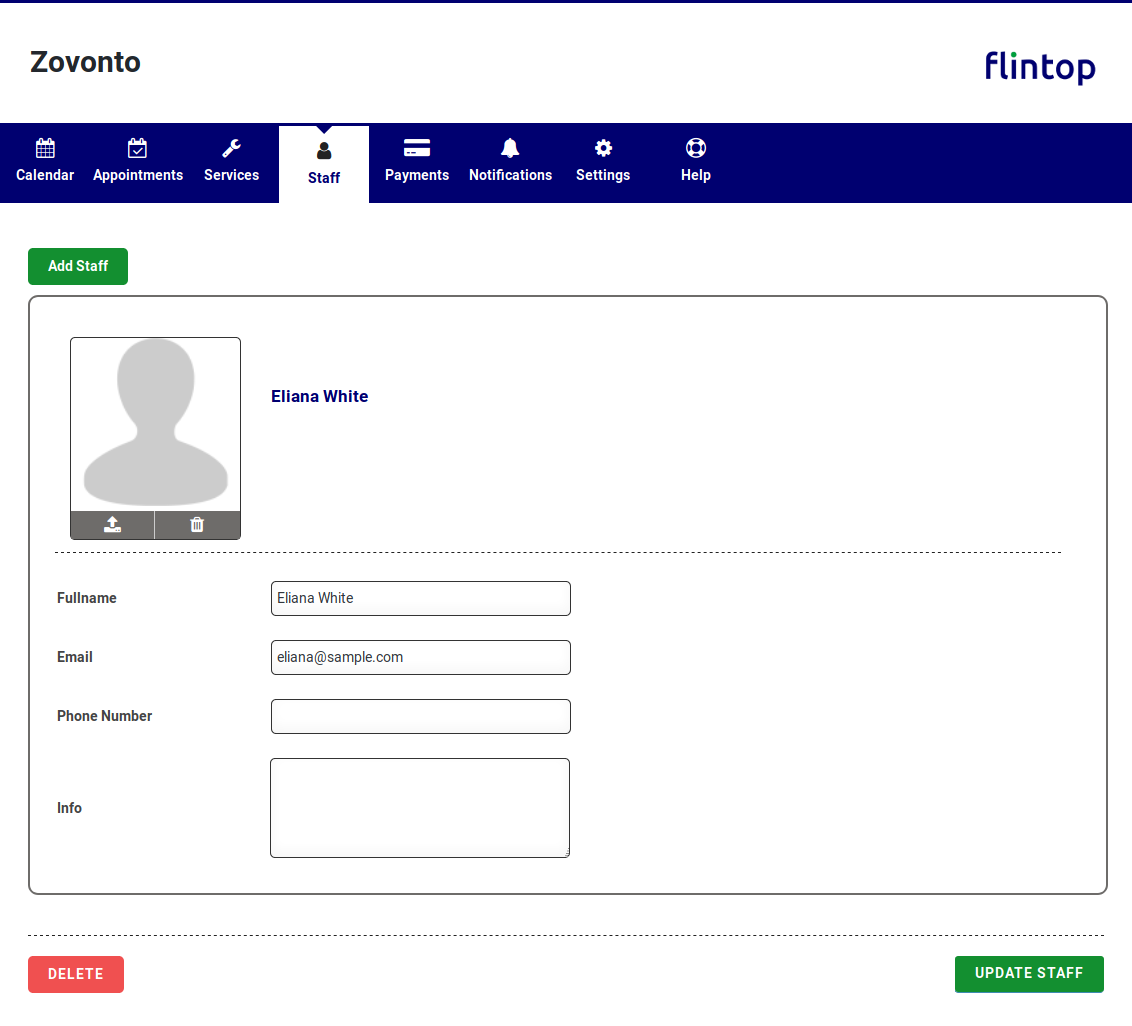 Zovonto
flintop
Calendar Appointments Services Staff Payments Notifications Settings Help
Add Staff
Eliana White
Fullname Eliana White
Email eliana@sample.com
Phone Number
Info
DELETE UPDATE STAFF